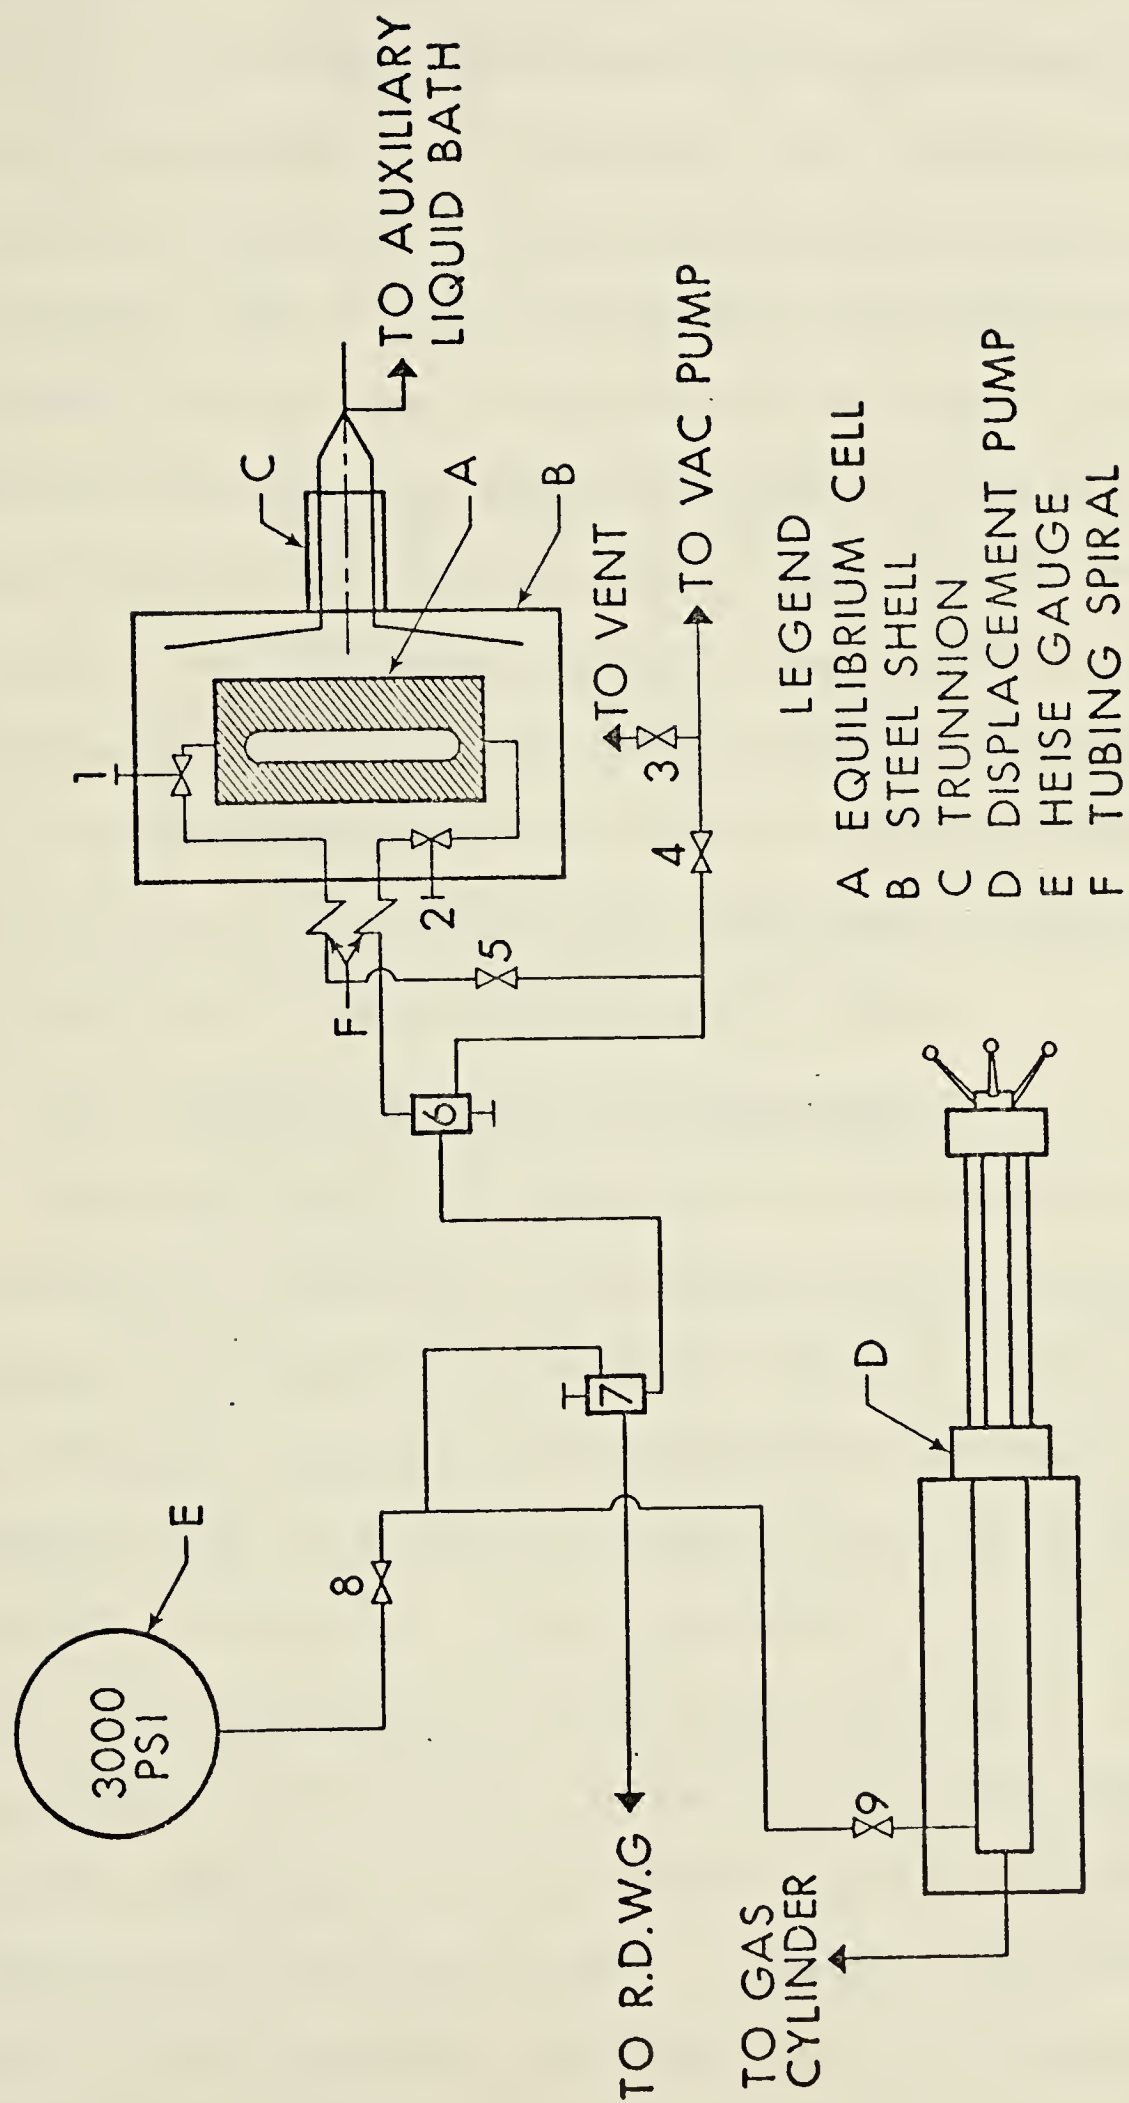 3000
PSI
E
8
TO R.D.W.G
TO GAS
CYLINDER
9
D
7
6
F
5
2
1
C
A
B
4
3
TO VENT
TO VAC. PUMP
TO AUXILIARY
LIQUID BATH
LEGEND
A EQUILIBRIUM CELL
B STEEL SHELL
C TRUNNION
D DISPLACEMENT PUMP
E HEISE GAUGE
F TUBING SPIRAL